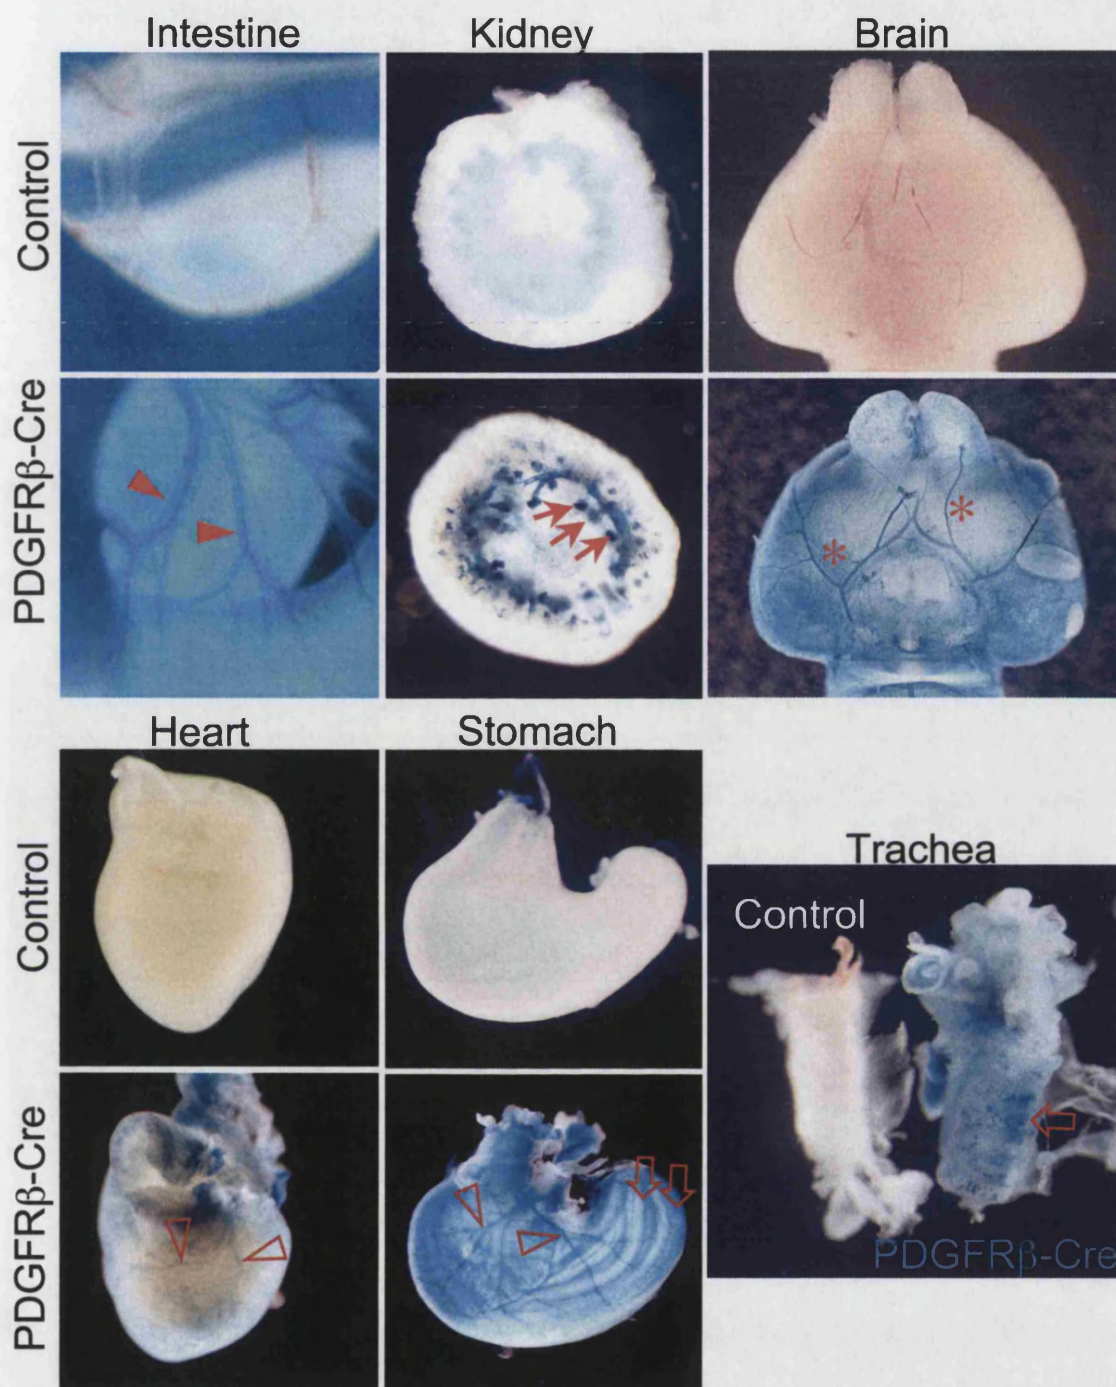 Intestine Kidney Brain
Control
PDGFRβ-Cre
Heart Stomach
Control
Trachea
Control
PDGFRβ-Cre
PDGFRβ-Cre